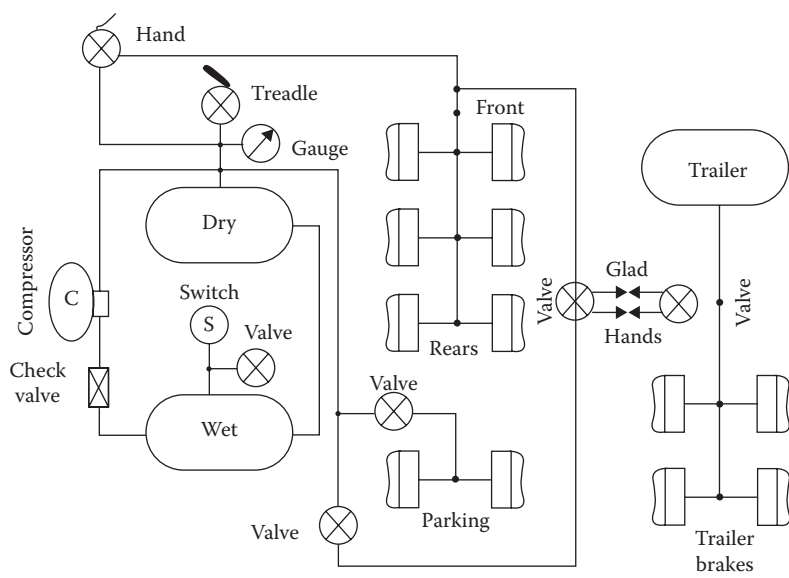 Hand
Treadle
Front
Gauge
Trailer
Dry
Compressor
C
Switch
S
Valve
Glad
Valve
Hands
Valve
Rears
Check
valve
Valve
Wet
Parking
Valve
Trailer
brakes